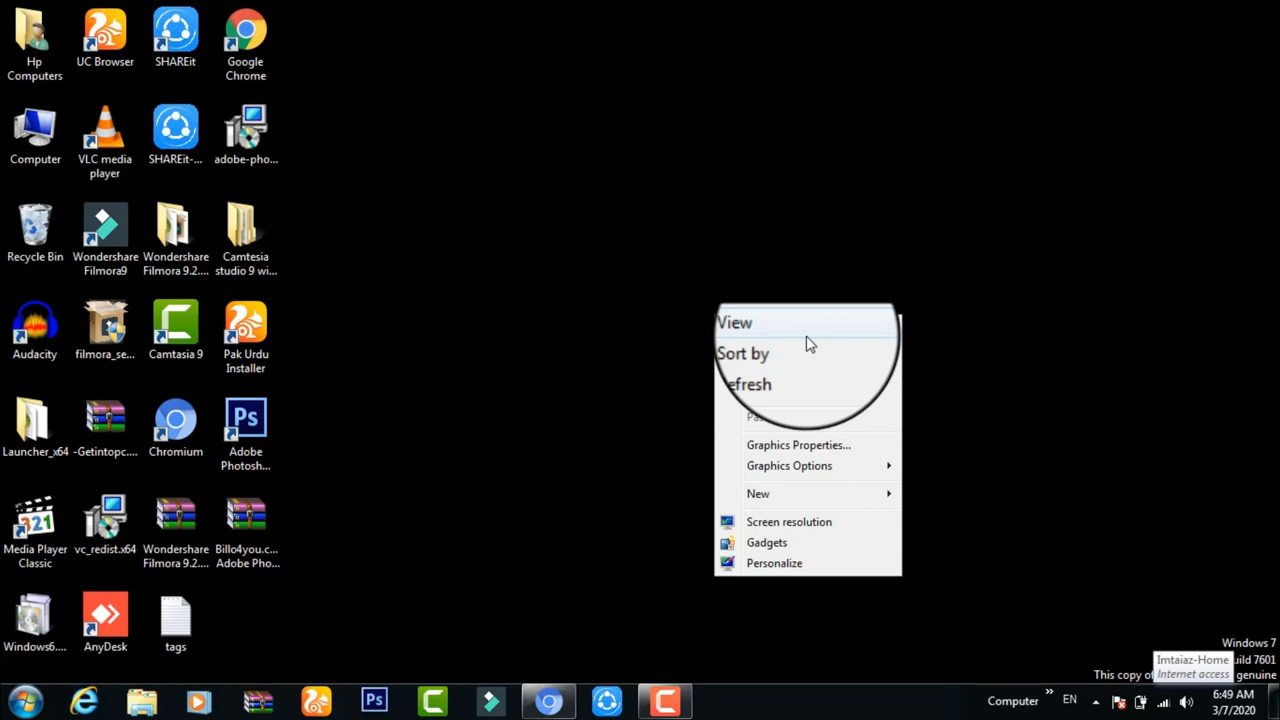 Hp
Computers
UC Browser
SHAREit
Google
Chrome
Computer
VLC media
player
SHAREit-...
adobe-pho...
Recycle Bin
Wondershare
Filmora9
Wondershare
Filmora 9.2....
Camtesia
studio 9 wi...
Audacity
filmora_se...
Camtasia 9
Pak Urdu
Installer
Launcher_x64
-Getintopc....
Chromium
Ps
Adobe
Photosh...
321
Media Player
Classic
vc_redist.x64
Wondershare
Filmora 9.2....
Billo4you.c...
Adobe Pho...
Windows6....
AnyDesk
tags
View
Sort by
efresh
Pas
Graphics Properties...
Graphics Options
New
Screen resolution
Gadgets
Personalize
Windows 7
uild 7601
This copy o
genuine
Imtaiaz-Home
Internet access
Ps
Computer
»
EN
6:49 AM
3/7/2020